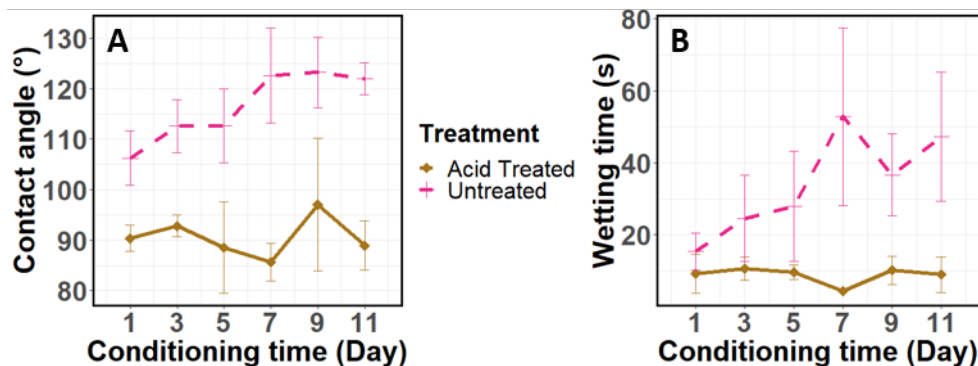 A
Contact angle (°)
130
120
110
100
90
80
1 3 5 7 9 11
Conditioning time (Day)
Treatment
Acid Treated
Untreated
B
Wetting time (s)
80
60
40
20
1 3 5 7 9 11
Conditioning time (Day)